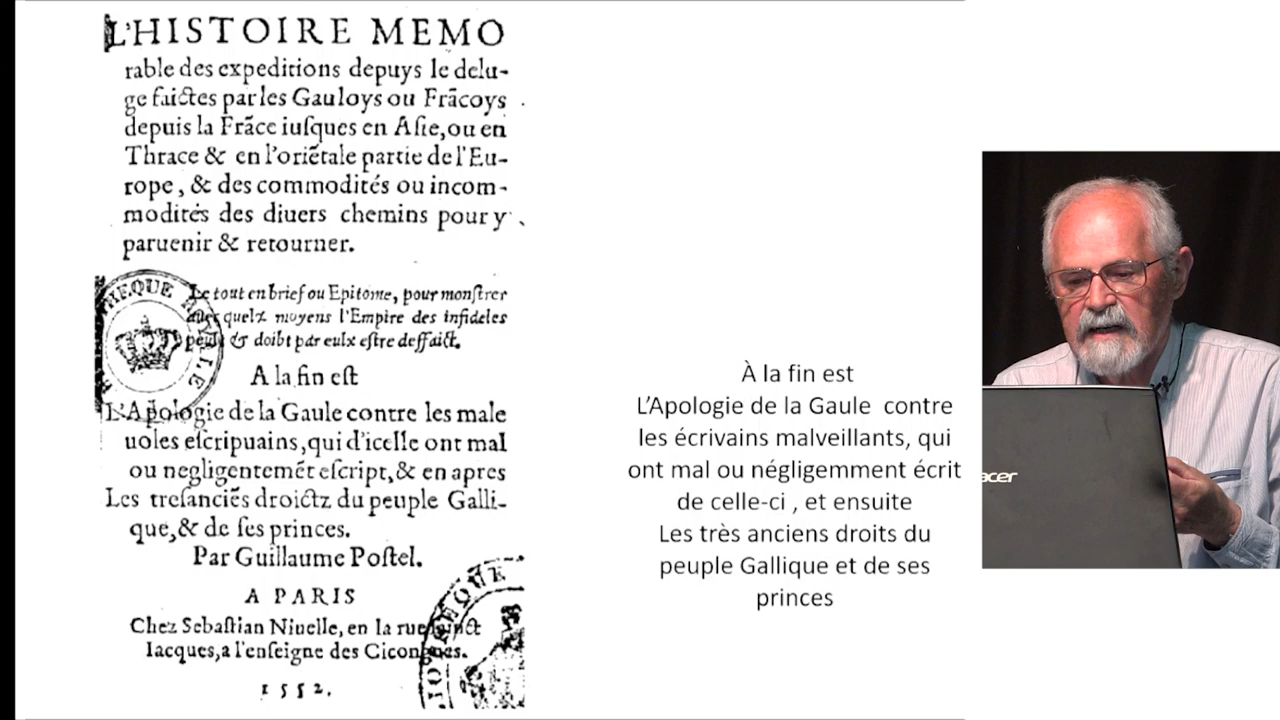 L'HISTOIRE MEMO
rable des expeditions depuys le delu-
ge faictes par les Gauloys ou Frãcoys
depuis la Frãce iuſques en Aſie, ou en
Thrace & en l'oriẽtale partie de l'Eu-
rope, & des commodités ou incom-
modités des diuers chemins pour y
paruenir & retourner.
Le tout en brief ou Epitome, pour monſtrer
auec quelz moyens l'Empire des infideles
peult & doibt par eulx eſtre deffaict.
A la fin eſt
L'Apologie de la Gaule contre les male
uoles eſcripuains, qui d'icelle ont mal
ou negligentemẽt eſcript, & en apres
Les treſanciẽs droictz du peuple Galli-
que, & de ſes princes.
Par Guillaume Poſtel.
A PARIS
Chez Sebaſtian Niuelle, en la rue ſainct
Iacques, a l'enſeigne des Cicongnes.
1552.
À la fin est
L'Apologie de la Gaule contre
les écrivains malveillants, qui
ont mal ou négligemment écrit
de celle-ci , et ensuite
Les très anciens droits du
peuple Gallique et de ses
princes
acer